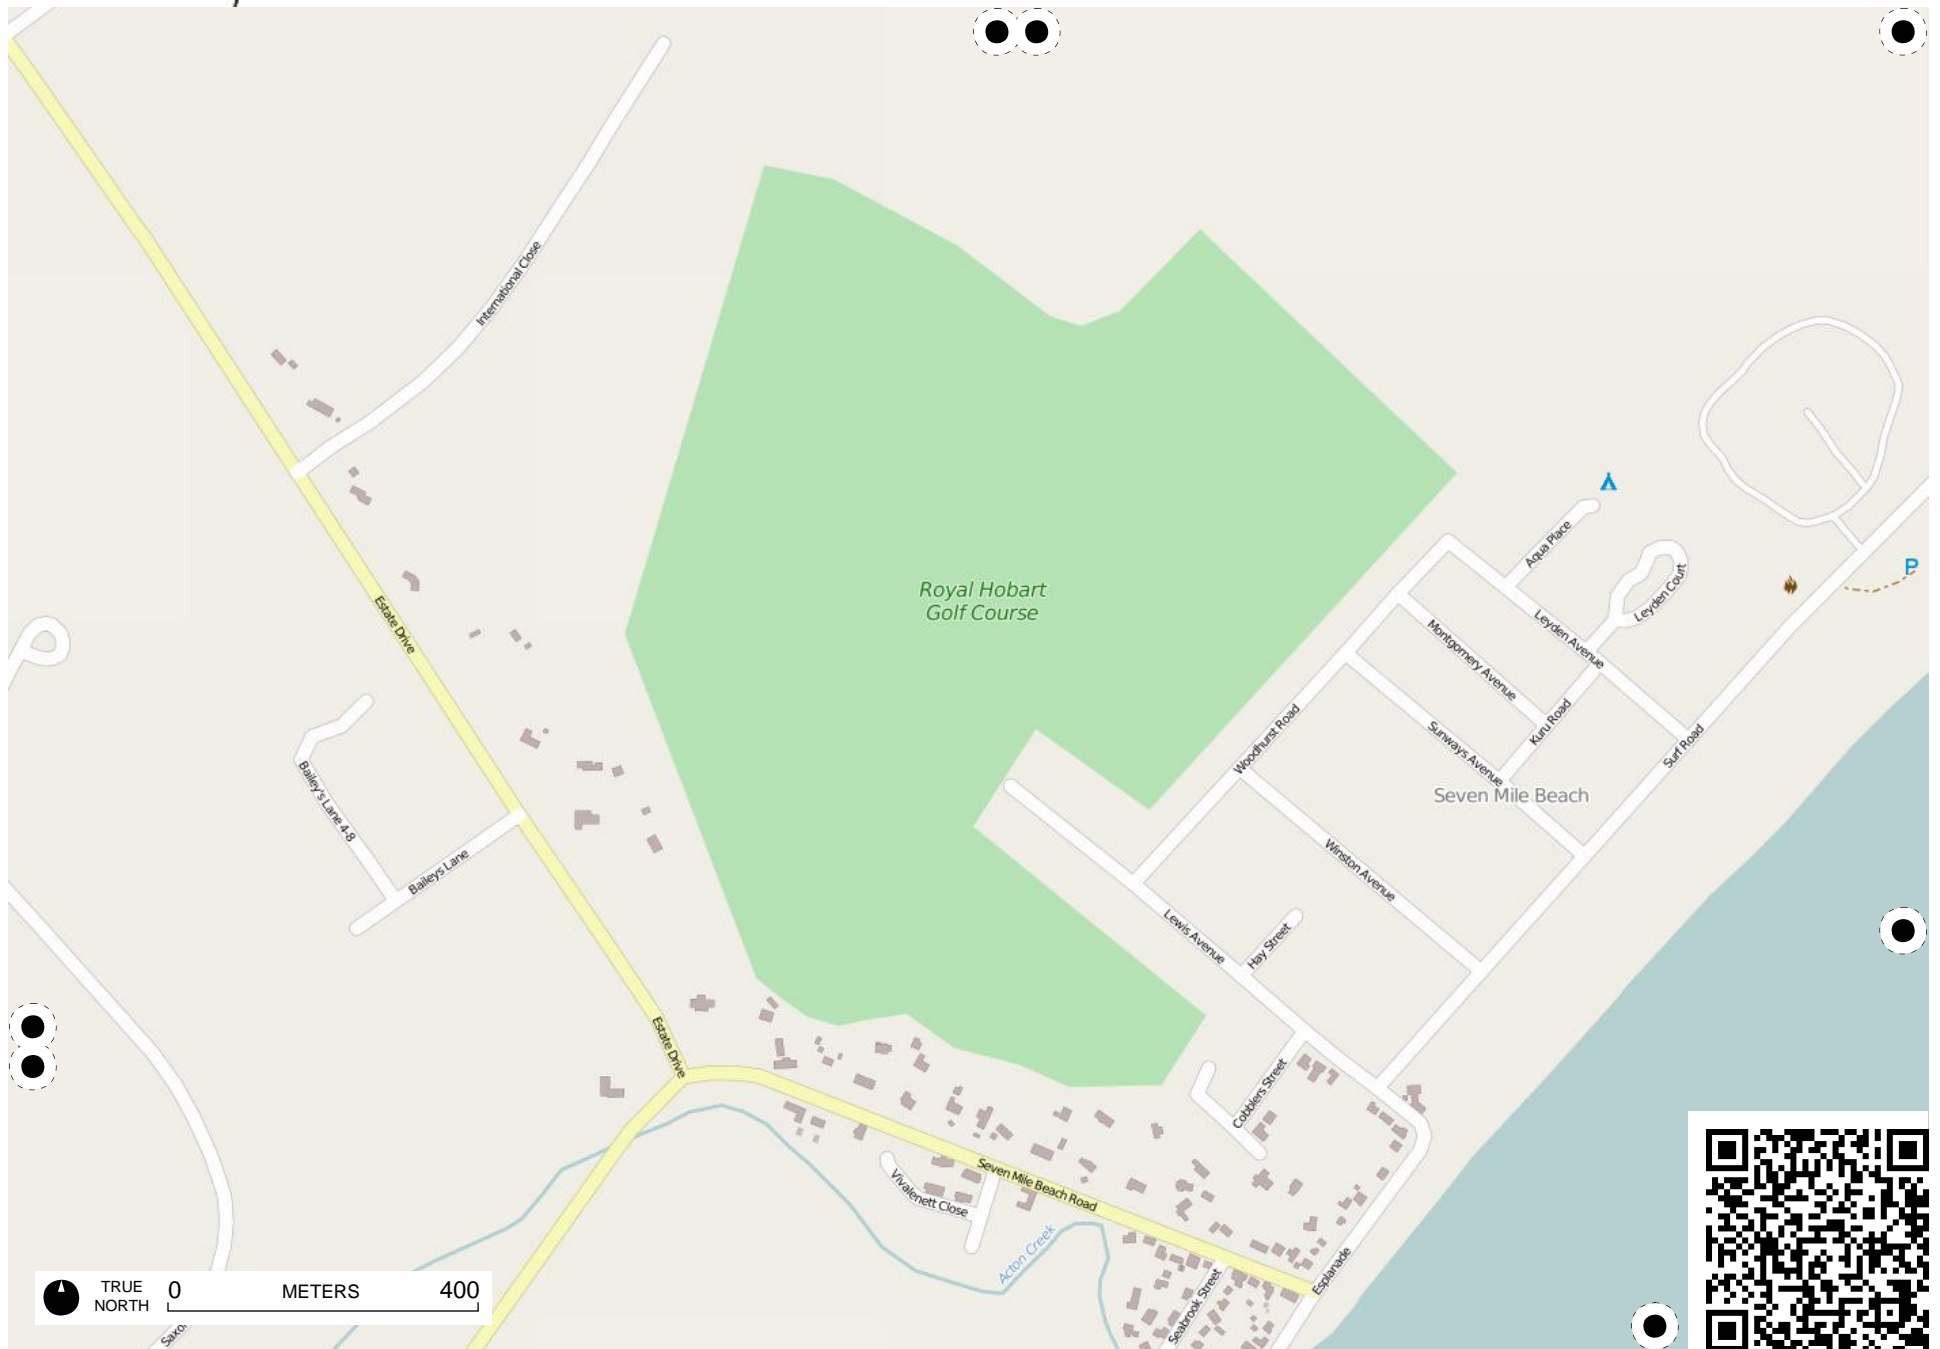 International Close
Estate Drive
Royal Hobart
Golf Course
Aqua Place
Leyden Court
Leyden Avenue
Montgomery Avenue
Kuru Road
Sunways Avenue
Woodhurst Road
Surf Road
Seven Mile Beach
P
Bailey's Lane 4-8
Baileys Lane
Winston Avenue
Lewis Avenue
Hay Street
Estate Drive
Cobblers Street
Seven Mile Beach Road
Vivalenett Close
Acton Creek
Esplanade
Seabrook Street
TRUE
NORTH
0 METERS 400